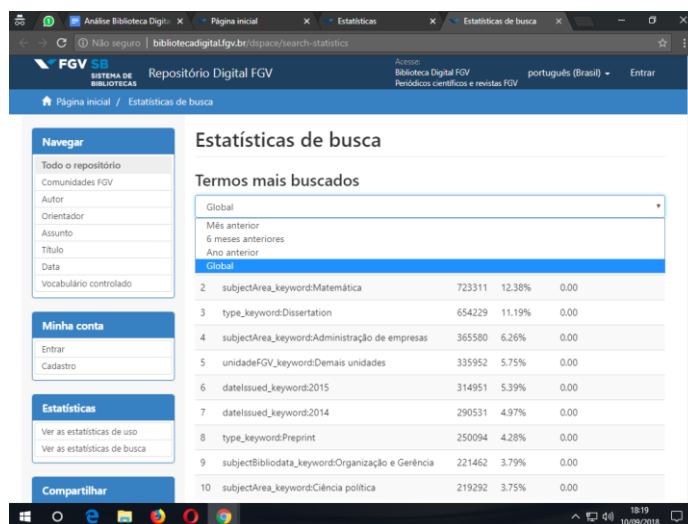 Análise Biblioteca Digita
Página inicial
Estatísticas
Estatísticas de busca
Não seguro | bibliotecadigital.fgv.br/dspace/search-statistics
FGV SB
SISTEMA DE
BIBLIOTECAS
Repositório Digital FGV
Acesse:
Biblioteca Digital FGV
Periódicos científicos e revistas FGV
português (Brasil)
Entrar
Página inicial / Estatísticas de busca
Navegar
Todo o repositório
Comunidades FGV
Autor
Orientador
Assunto
Título
Data
Vocabulário controlado
Minha conta
Entrar
Cadastro
Estatísticas
Ver as estatísticas de uso
Ver as estatísticas de busca
Compartilhar
Estatísticas de busca
Termos mais buscados
Global
Mês anterior
6 meses anteriores
Ano anterior
Global
2 subjectArea_keyword:Matemática 723311 12.38% 0.00
3 type_keyword:Dissertation 654229 11.19% 0.00
4 subjectArea_keyword:Administração de empresas 365580 6.26% 0.00
5 unidadeFGV_keyword:Demais unidades 335952 5.75% 0.00
6 dateIssued_keyword:2015 314951 5.39% 0.00
7 dateIssued_keyword:2014 290531 4.97% 0.00
8 type_keyword:Preprint 250094 4.28% 0.00
9 subjectBibliodata_keyword:Organização e Gerência 221462 3.79% 0.00
10 subjectArea_keyword:Ciência política 219292 3.75% 0.00
18:19
10/09/2018